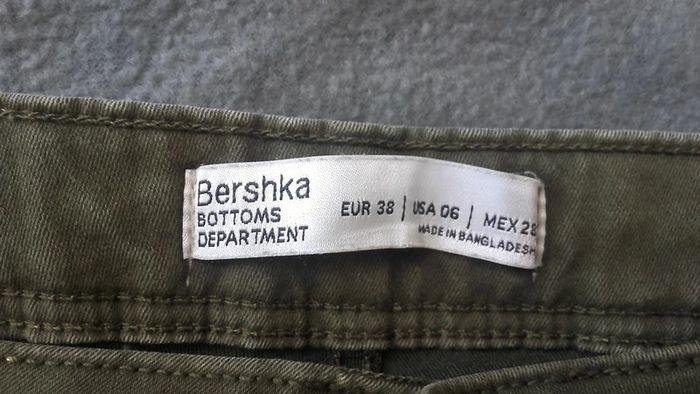 Bershka
BOTTOMS
DEPARTMENT
EUR 38 | USA 06 | MEX 28
MADE IN BANGLADESH